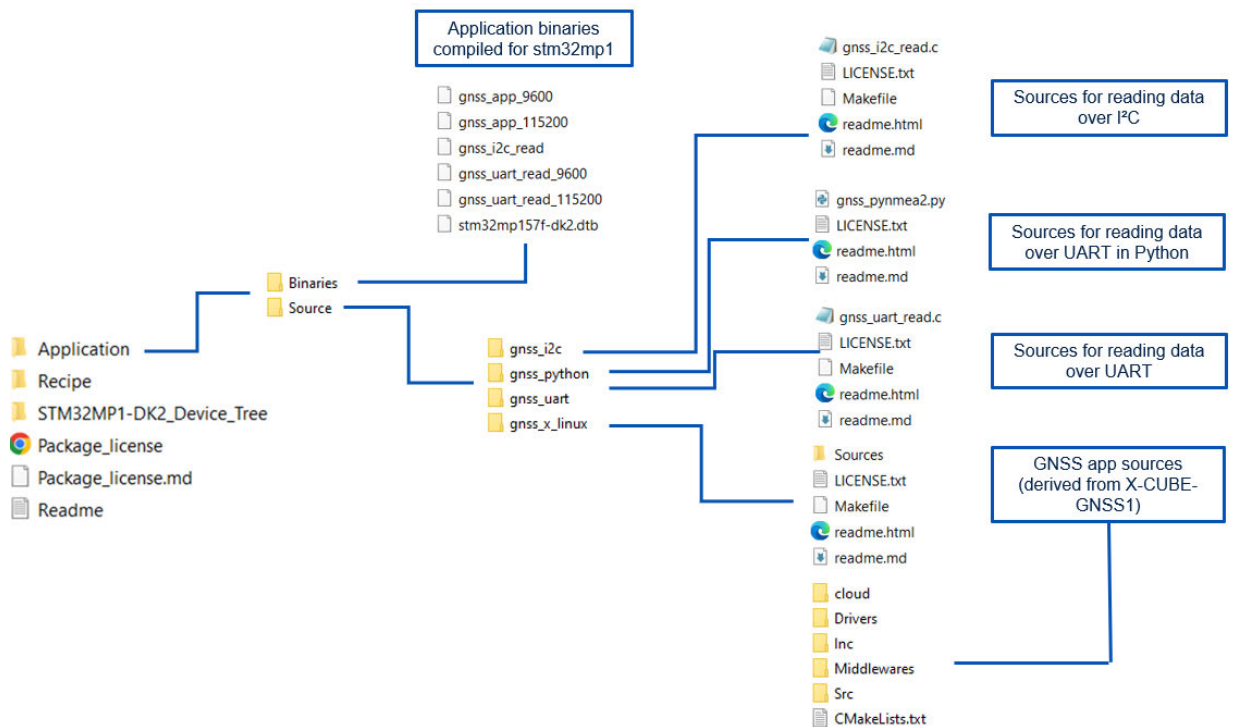 Application binaries
compiled for stm32mp1
gnss_app_9600
gnss_app_115200
gnss_i2c_read
gnss_uart_read_9600
gnss_uart_read_115200
stm32mp157f-dk2.dtb
Application
Recipe
STM32MP1-DK2_Device_Tree
Package_license
Package_license.md
Readme
Binaries
Source
gnss_i2c
gnss_python
gnss_uart
gnss_x_linux
gnss_i2c_read.c
LICENSE.txt
Makefile
readme.html
readme.md
Sources for reading data
over I²C
gnss_pynmea2.py
LICENSE.txt
readme.html
readme.md
Sources for reading data
over UART in Python
gnss_uart_read.c
LICENSE.txt
Makefile
readme.html
readme.md
Sources for reading data
over UART
Sources
LICENSE.txt
Makefile
readme.html
readme.md
GNSS app sources
(derived from X-CUBE-
GNSS1)
cloud
Drivers
Inc
Middlewares
Src
CMakeLists.txt